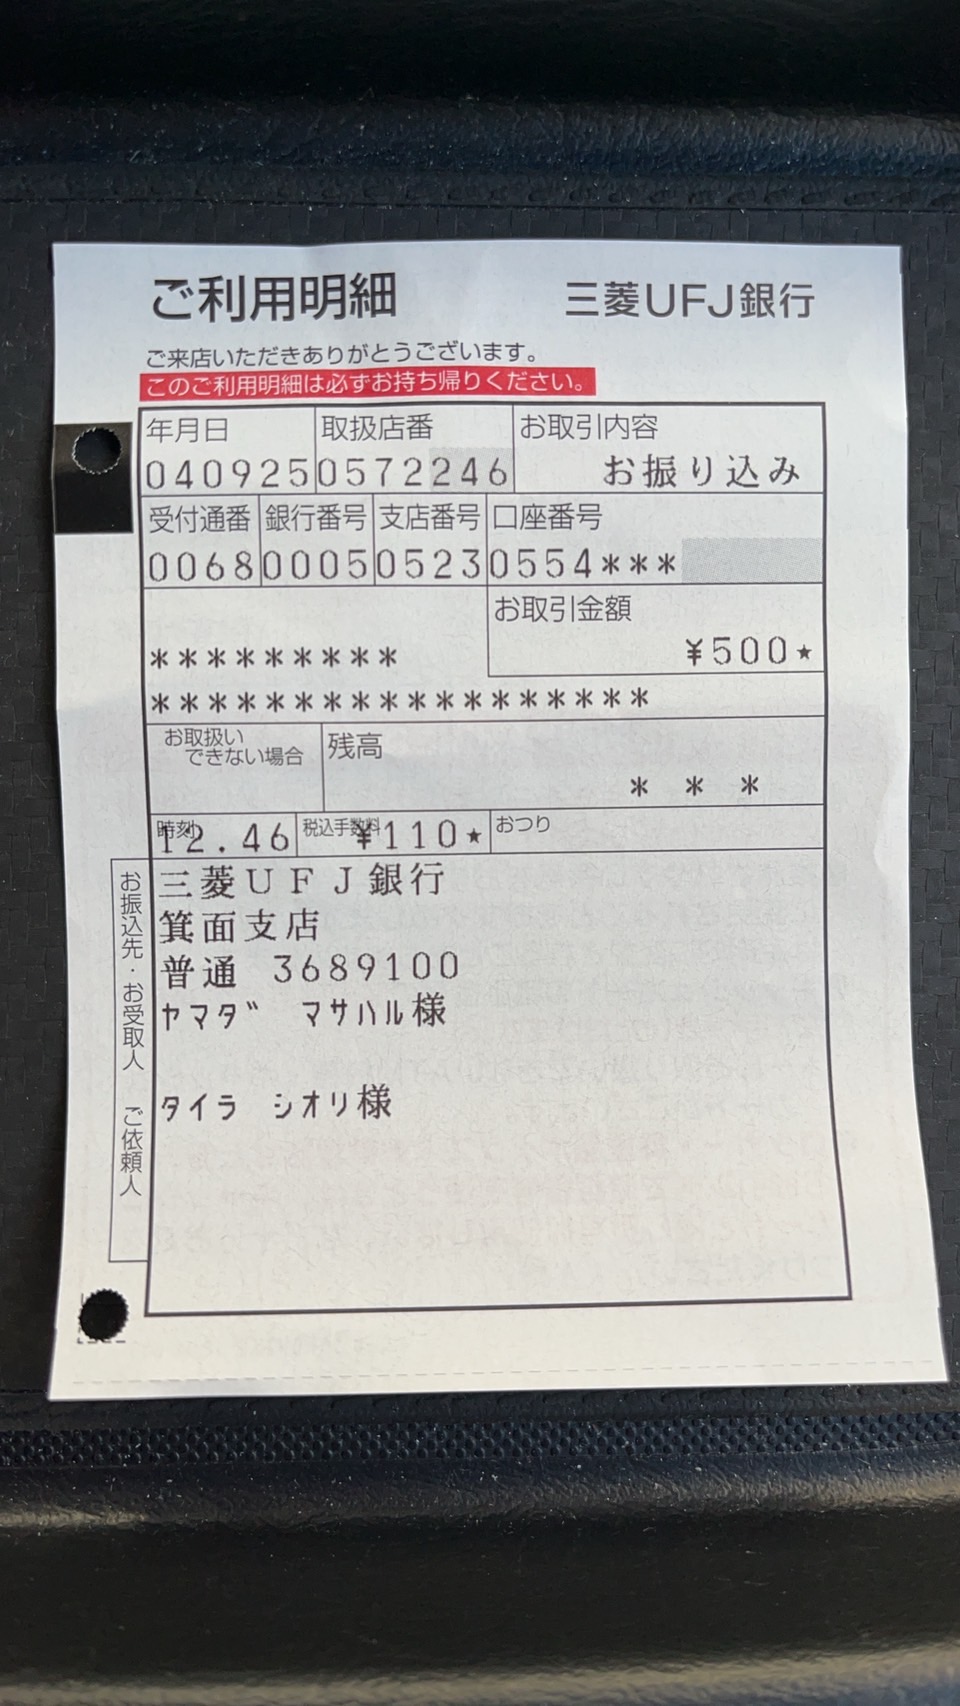 ご利用明細 三菱UFJ銀行
ご来店いただきありがとうございます。
このご利用明細は必ずお持ち帰りください。
年月日 取扱店番 お取引内容
040925 0572246 お振り込み
受付通番 銀行番号 支店番号 口座番号
0068 0005 0523 0554***
お取引金額
¥500★
*********
******************
お取扱いできない場合 残高
* * *
時刻 税込手数料 おつり
12.46 ¥110★
お振込先・お受取人 ご依頼人
三菱UFJ銀行
箕面支店
普通 3689100
ヤマダ マサハル様
タイラ シオリ様